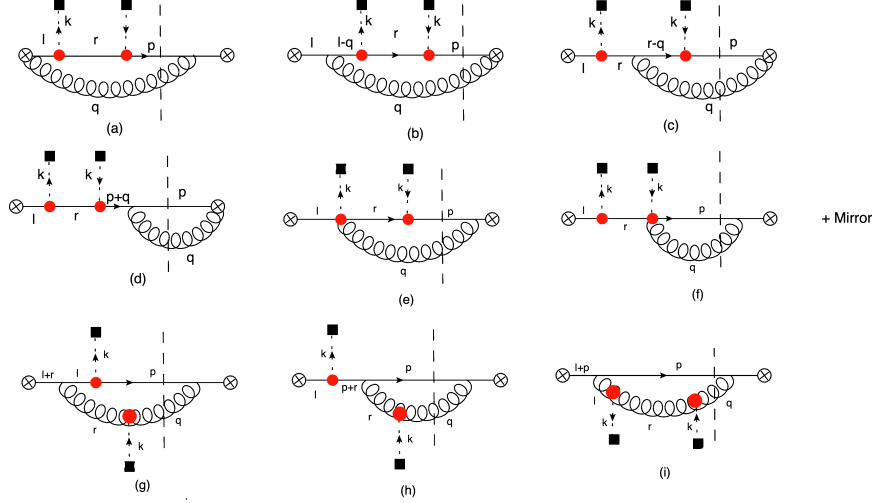 k
l r p
q
(a)
k
l l-q r p
q
(b)
k k
r-q p
l r
q
(c)
k k
p+q p
l r
q
(d)
k k
l r p
q
(e)
k k
l r p
q
(f)
+ Mirror
k
l+r l p
r q
k
(g)
k
l p+r p
r q
k
(h)
l+p p
l q
k r k
(i)